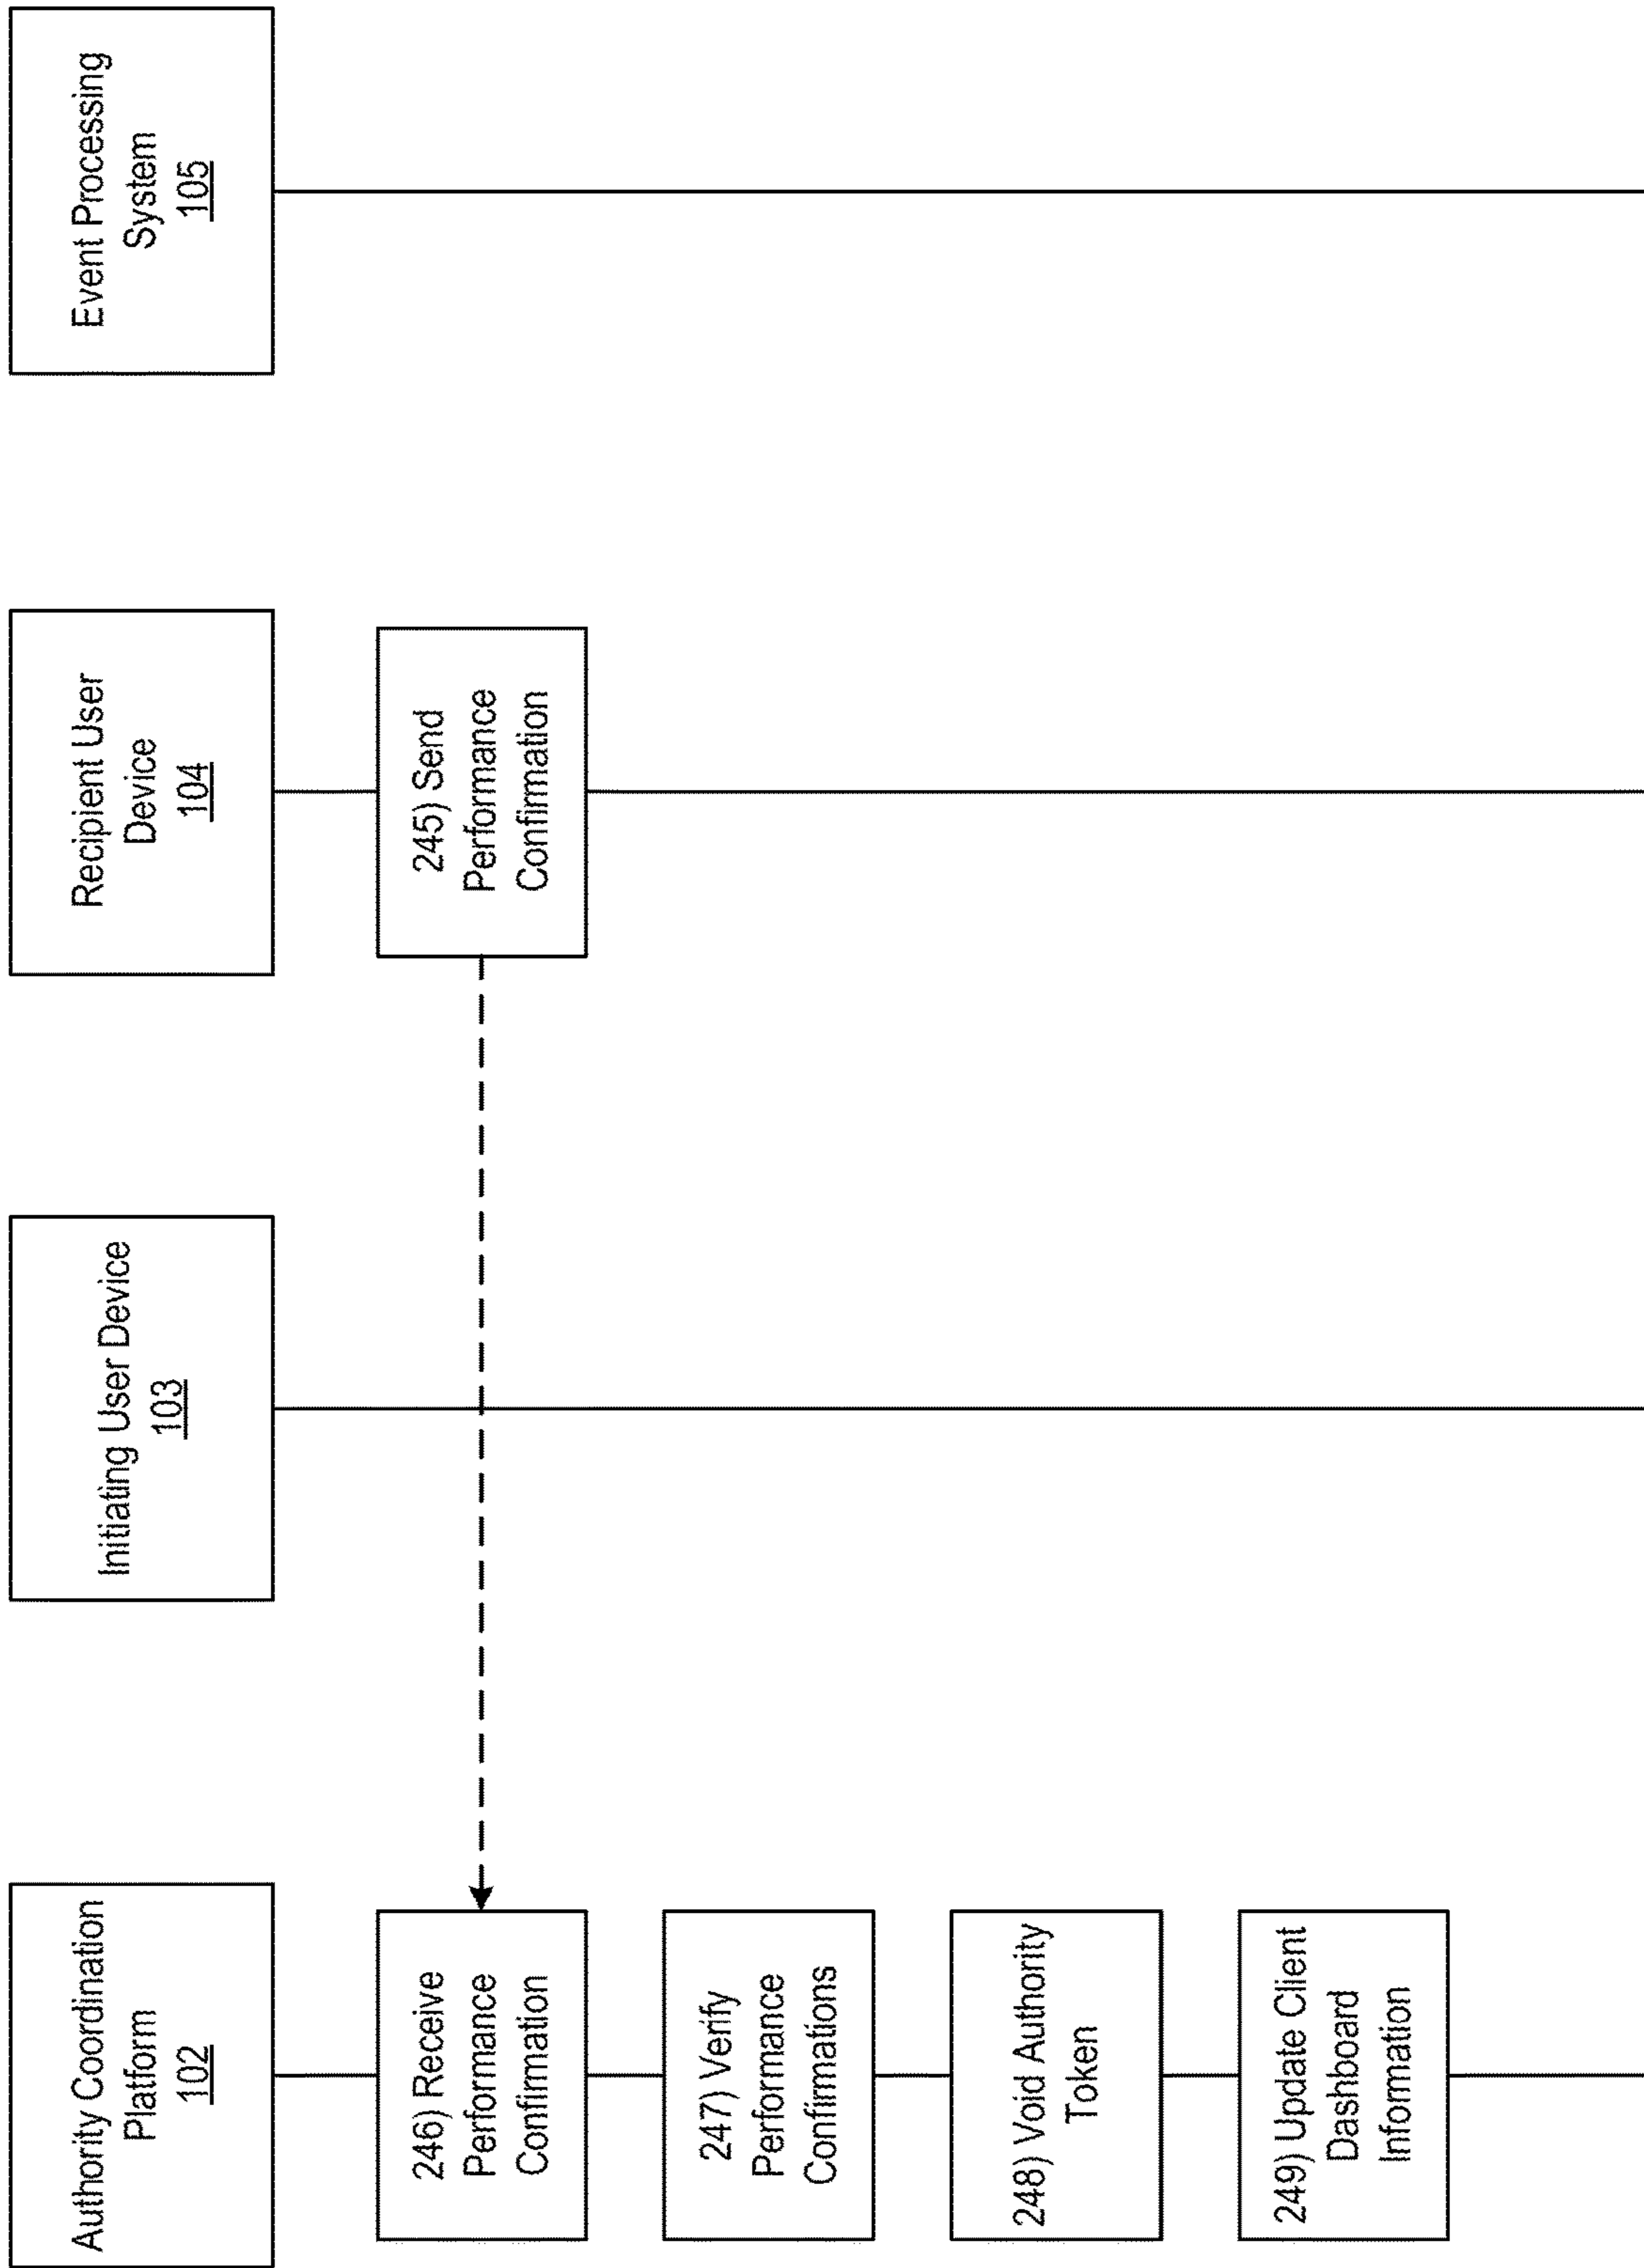 Authority Coordination
Platform
102
Initiating User Device
103
Recipient User
Device
104
Event Processing
System
105
245) Send
Performance
Confirmation
246) Receive
Performance
Confirmation
247) Verify
Performance
Confirmations
248) Void Authority
Token
249) Update Client
Dashboard
Information